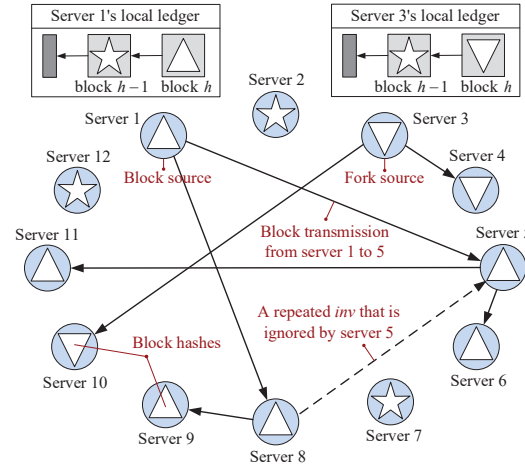 Server 1's local ledger
block h – 1
block h
Server 3's local ledger
block h – 1
block h
Server 2
Server 1
Server 3
Server 12
Server 4
Block source
Fork source
Server 11
Block transmission
from server 1 to 5
Server 5
A repeated inv that is
ignored by server 5
Block hashes
Server 10
Server 6
Server 9
Server 8
Server 7